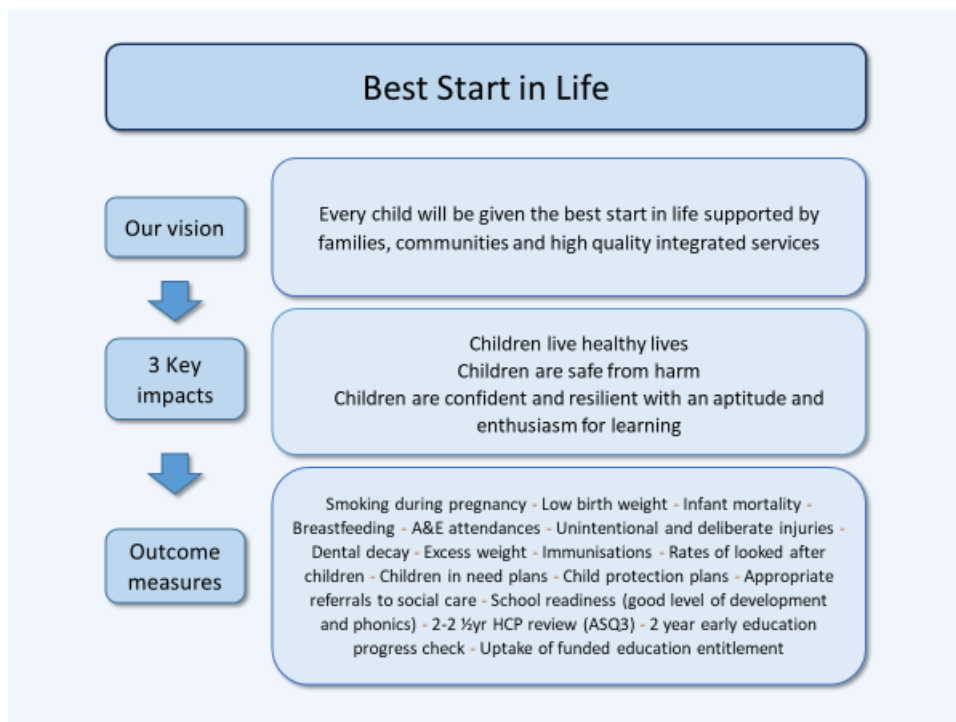 Best Start in Life
Our vision
Every child will be given the best start in life supported by
families, communities and high quality integrated services
3 Key
impacts
Children live healthy lives
Children are safe from harm
Children are confident and resilient with an aptitude and
enthusiasm for learning
Outcome
measures
Smoking during pregnancy - Low birth weight - Infant mortality -
Breastfeeding - A&E attendances - Unintentional and deliberate injuries -
Dental decay - Excess weight - Immunisations - Rates of looked after
children - Children in need plans - Child protection plans - Appropriate
referrals to social care - School readiness (good level of development
and phonics) - 2-2 ½yr HCP review (ASQ3) - 2 year early education
progress check - Uptake of funded education entitlement